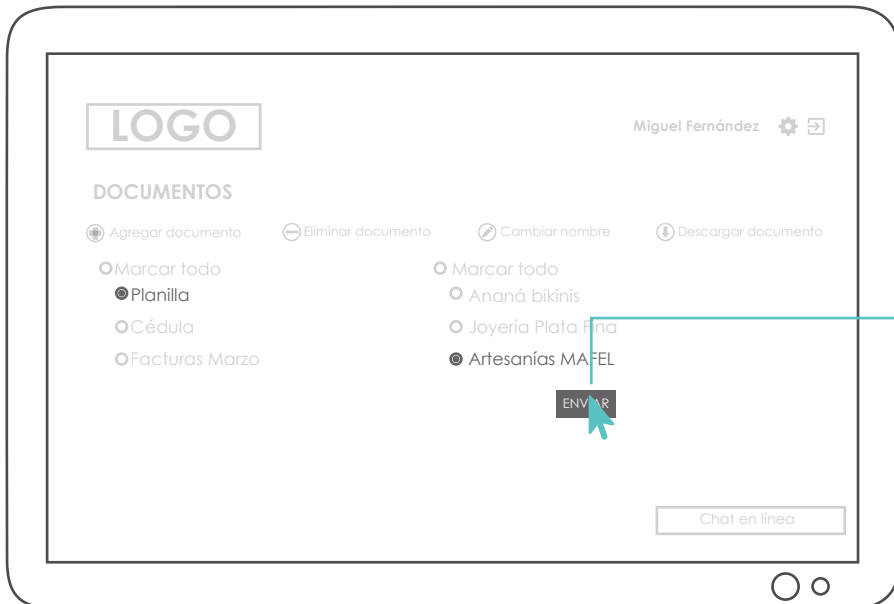 LOGO
Miguel Fernández
DOCUMENTOS
Agregar documento Eliminar documento Cambiar nombre Descargar documento
Marcar todo Marcar todo
Planilla Ananá bikinis
Cédula Joyería Plata Fina
Facturas Marzo Artesanías MAFEL
ENVIAR
Chat en línea